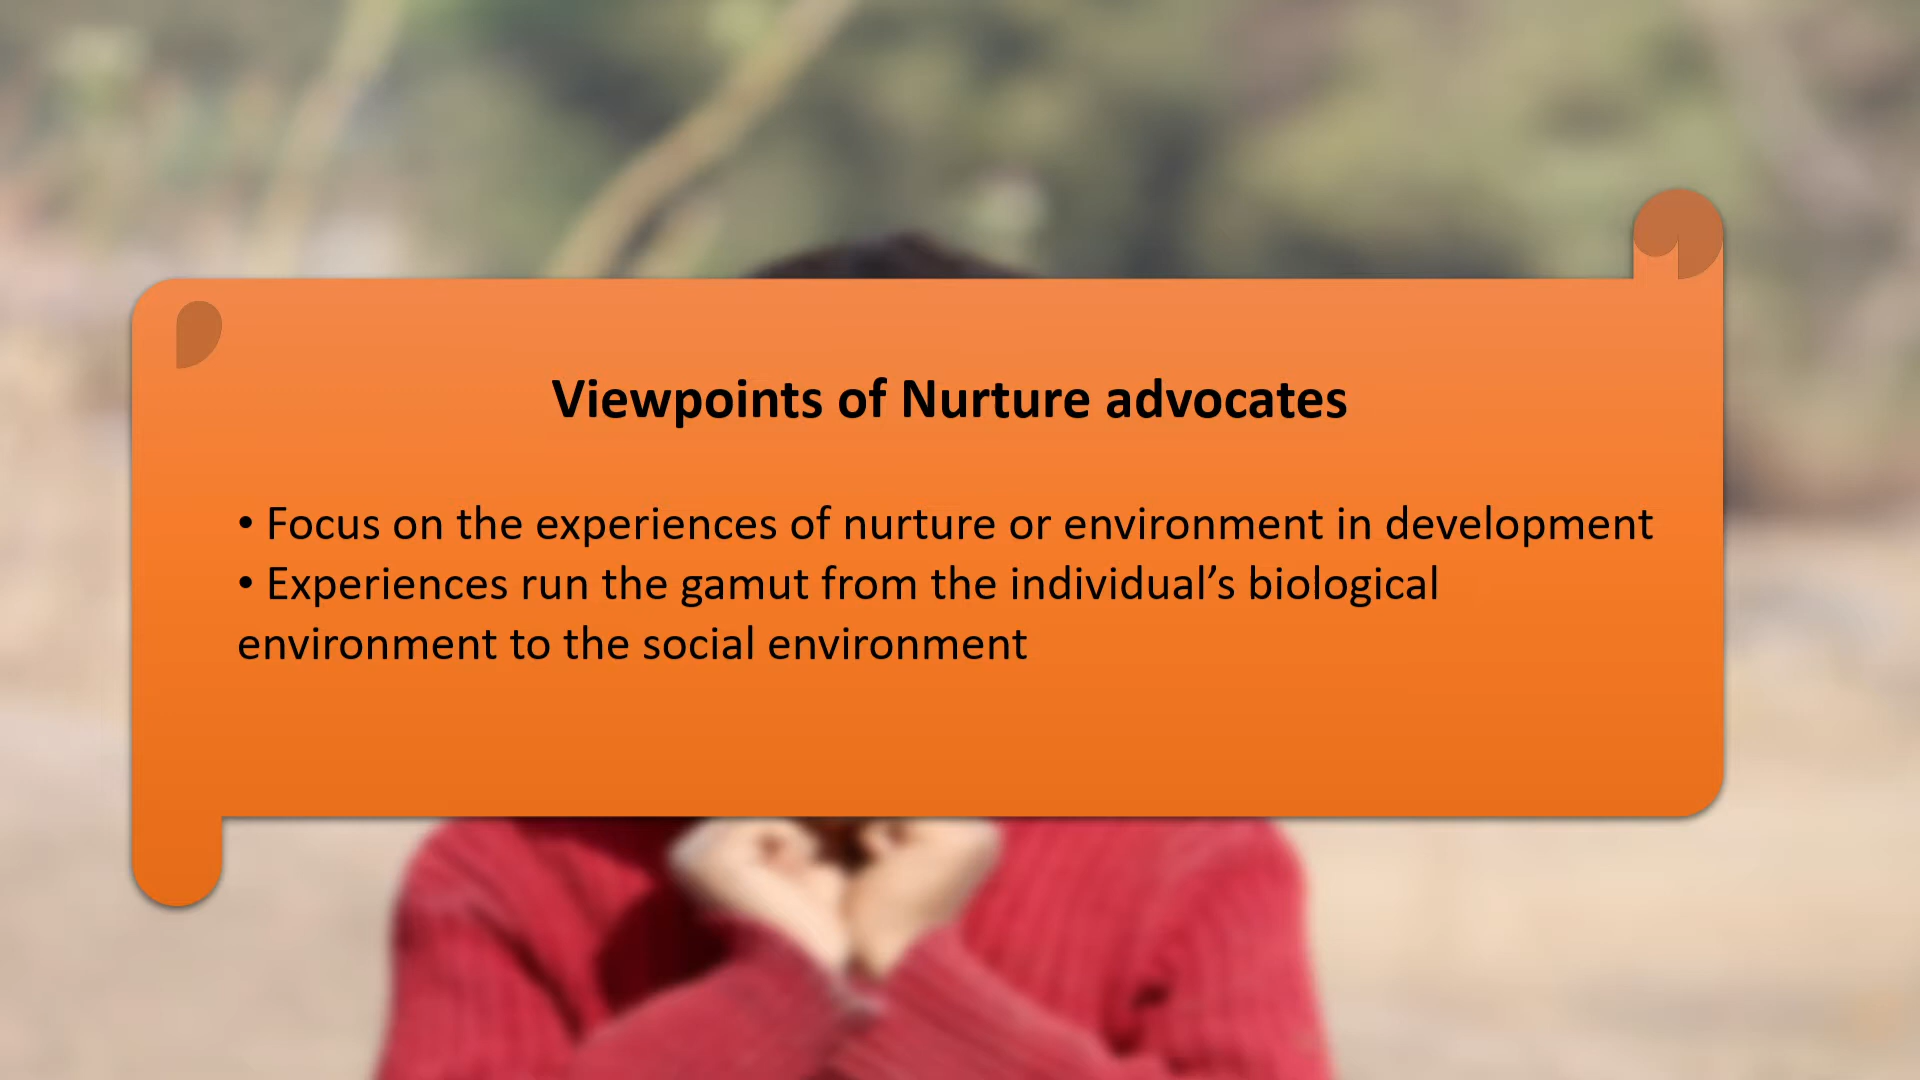 Viewpoints of Nurture advocates
• Focus on the experiences of nurture or environment in development
• Experiences run the gamut from the individual’s biological
environment to the social environment